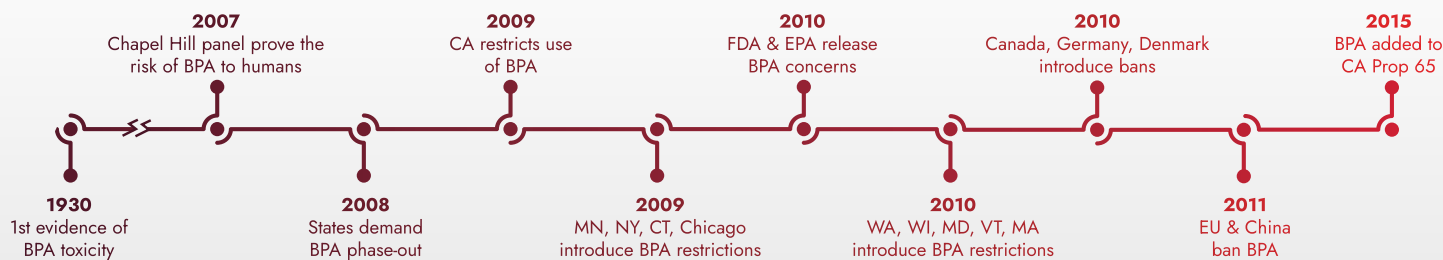 2007
Chapel Hill panel prove the
risk of BPA to humans
2009
CA restricts use
of BPA
2010
FDA & EPA release
BPA concerns
2010
Canada, Germany, Denmark
introduce bans
2015
BPA added to
CA Prop 65
1930
1st evidence of
BPA toxicity
2008
States demand
BPA phase-out
2009
MN, NY, CT, Chicago
introduce BPA restrictions
2010
WA, WI, MD, VT, MA
introduce BPA restrictions
2011
EU & China
ban BPA